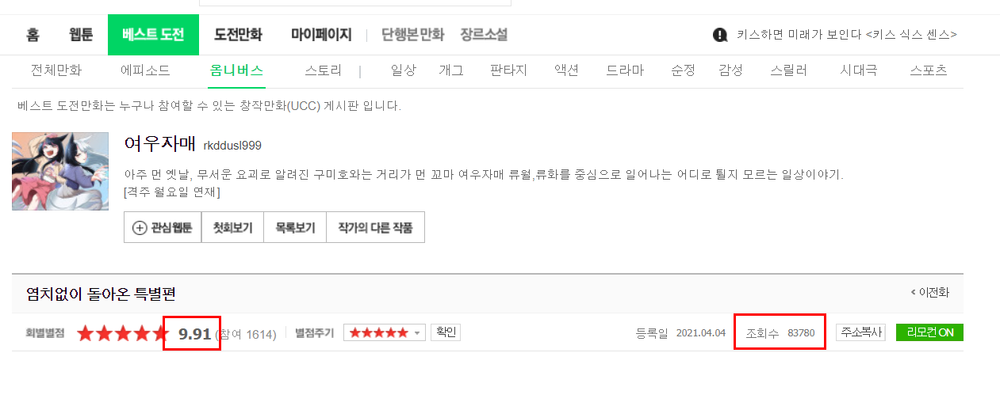 홈 웹툰 베스트 도전 도전만화 마이페이지 단행본 만화 장르소설 키스하면 미래가 보인다 <키스 식스 센스>
전체만화 에피소드 옴니버스 스토리 일상 개그 판타지 액션 드라마 순정 감성 스릴러 시대극 스포츠
베스트 도전만화는 누구나 참여할 수 있는 창작만화(UCC) 게시판 입니다.
여우자매 rkddusl999
아주 먼 옛날, 무서운 요괴로 알려진 구미호와는 거리가 먼 꼬마 여우자매 류월,류화를 중심으로 일어나는 어디로 튈지 모르는 일상이야기.
[격주 월요일 연재]
관심웹툰 첫회보기 목록보기 작가의 다른 작품
염치없이 돌아온 특별편 이전화
회별별점 9.91 (참여 1614) 별점주기 확인 등록일 2021.04.04 조회수 83780 주소복사 리모컨 ON